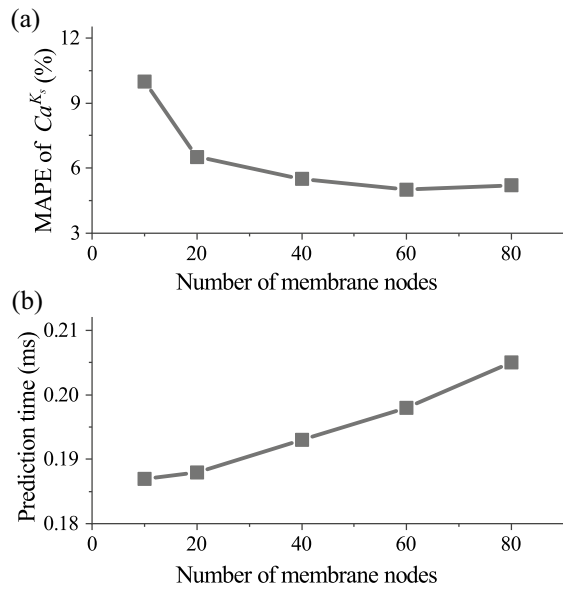 (a)
MAPE of Ca^{K_s} (%)
12
9
6
3
0 20 40 60 80
Number of membrane nodes
(b)
Prediction time (ms)
0.21
0.20
0.19
0.18
0 20 40 60 80
Number of membrane nodes